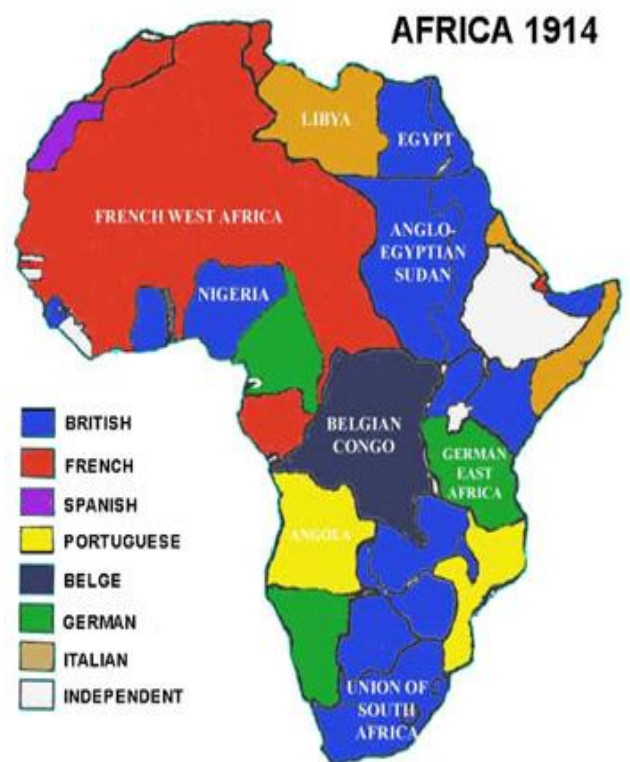 AFRICA 1914
LIBYA
EGYPT
FRENCH WEST AFRICA
ANGLO-
EGYPTIAN
SUDAN
NIGERIA
BELGIAN
CONGO
GERMAN
EAST
AFRICA
ANGOLA
UNION OF
SOUTH
AFRICA
BRITISH
FRENCH
SPANISH
PORTUGUESE
BELGE
GERMAN
ITALIAN
INDEPENDENT